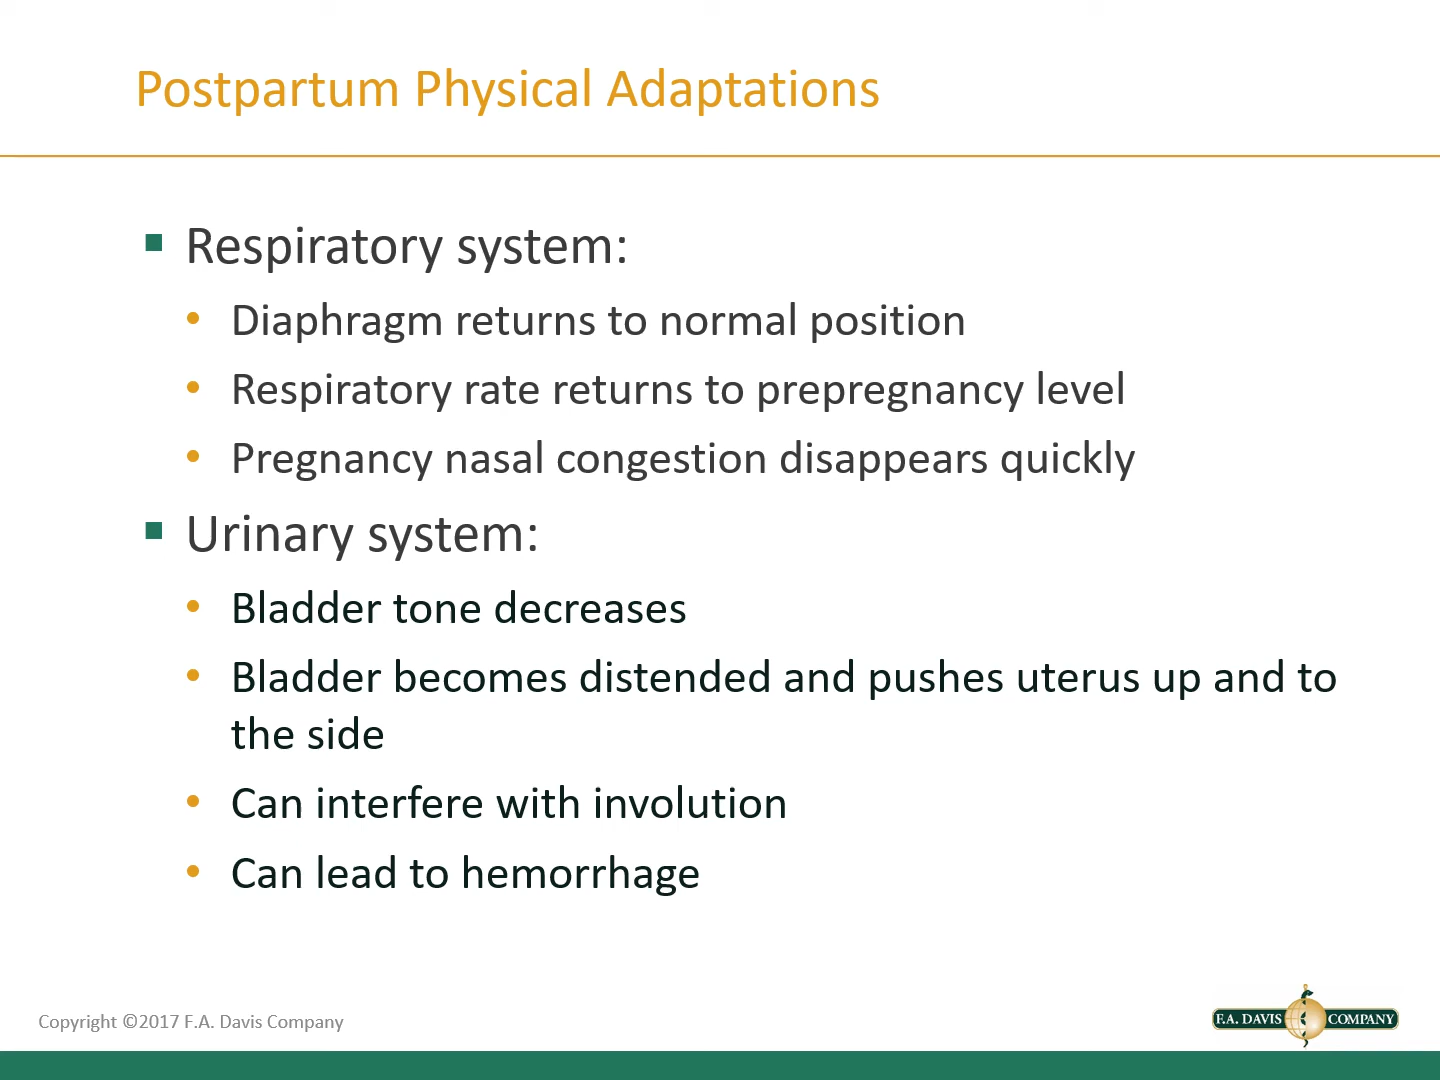 Postpartum Physical Adaptations
▪ Respiratory system:
• Diaphragm returns to normal position
• Respiratory rate returns to prepregnancy level
• Pregnancy nasal congestion disappears quickly
▪ Urinary system:
• Bladder tone decreases
• Bladder becomes distended and pushes uterus up and to
the side
• Can interfere with involution
• Can lead to hemorrhage
Copyright ©2017 F.A. Davis Company
F.A. DAVIS COMPANY